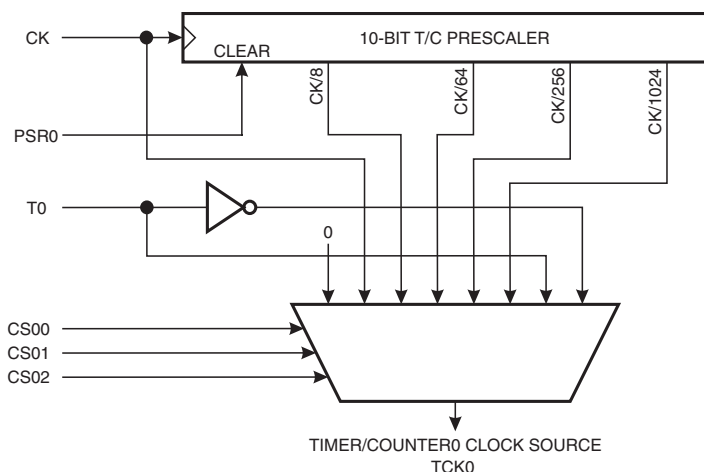 CK
10-BIT T/C PRESCALER
CLEAR
CK/8
CK/64
CK/256
CK/1024
PSR0
T0
0
CS00
CS01
CS02
TIMER/COUNTER0 CLOCK SOURCE
TCK0